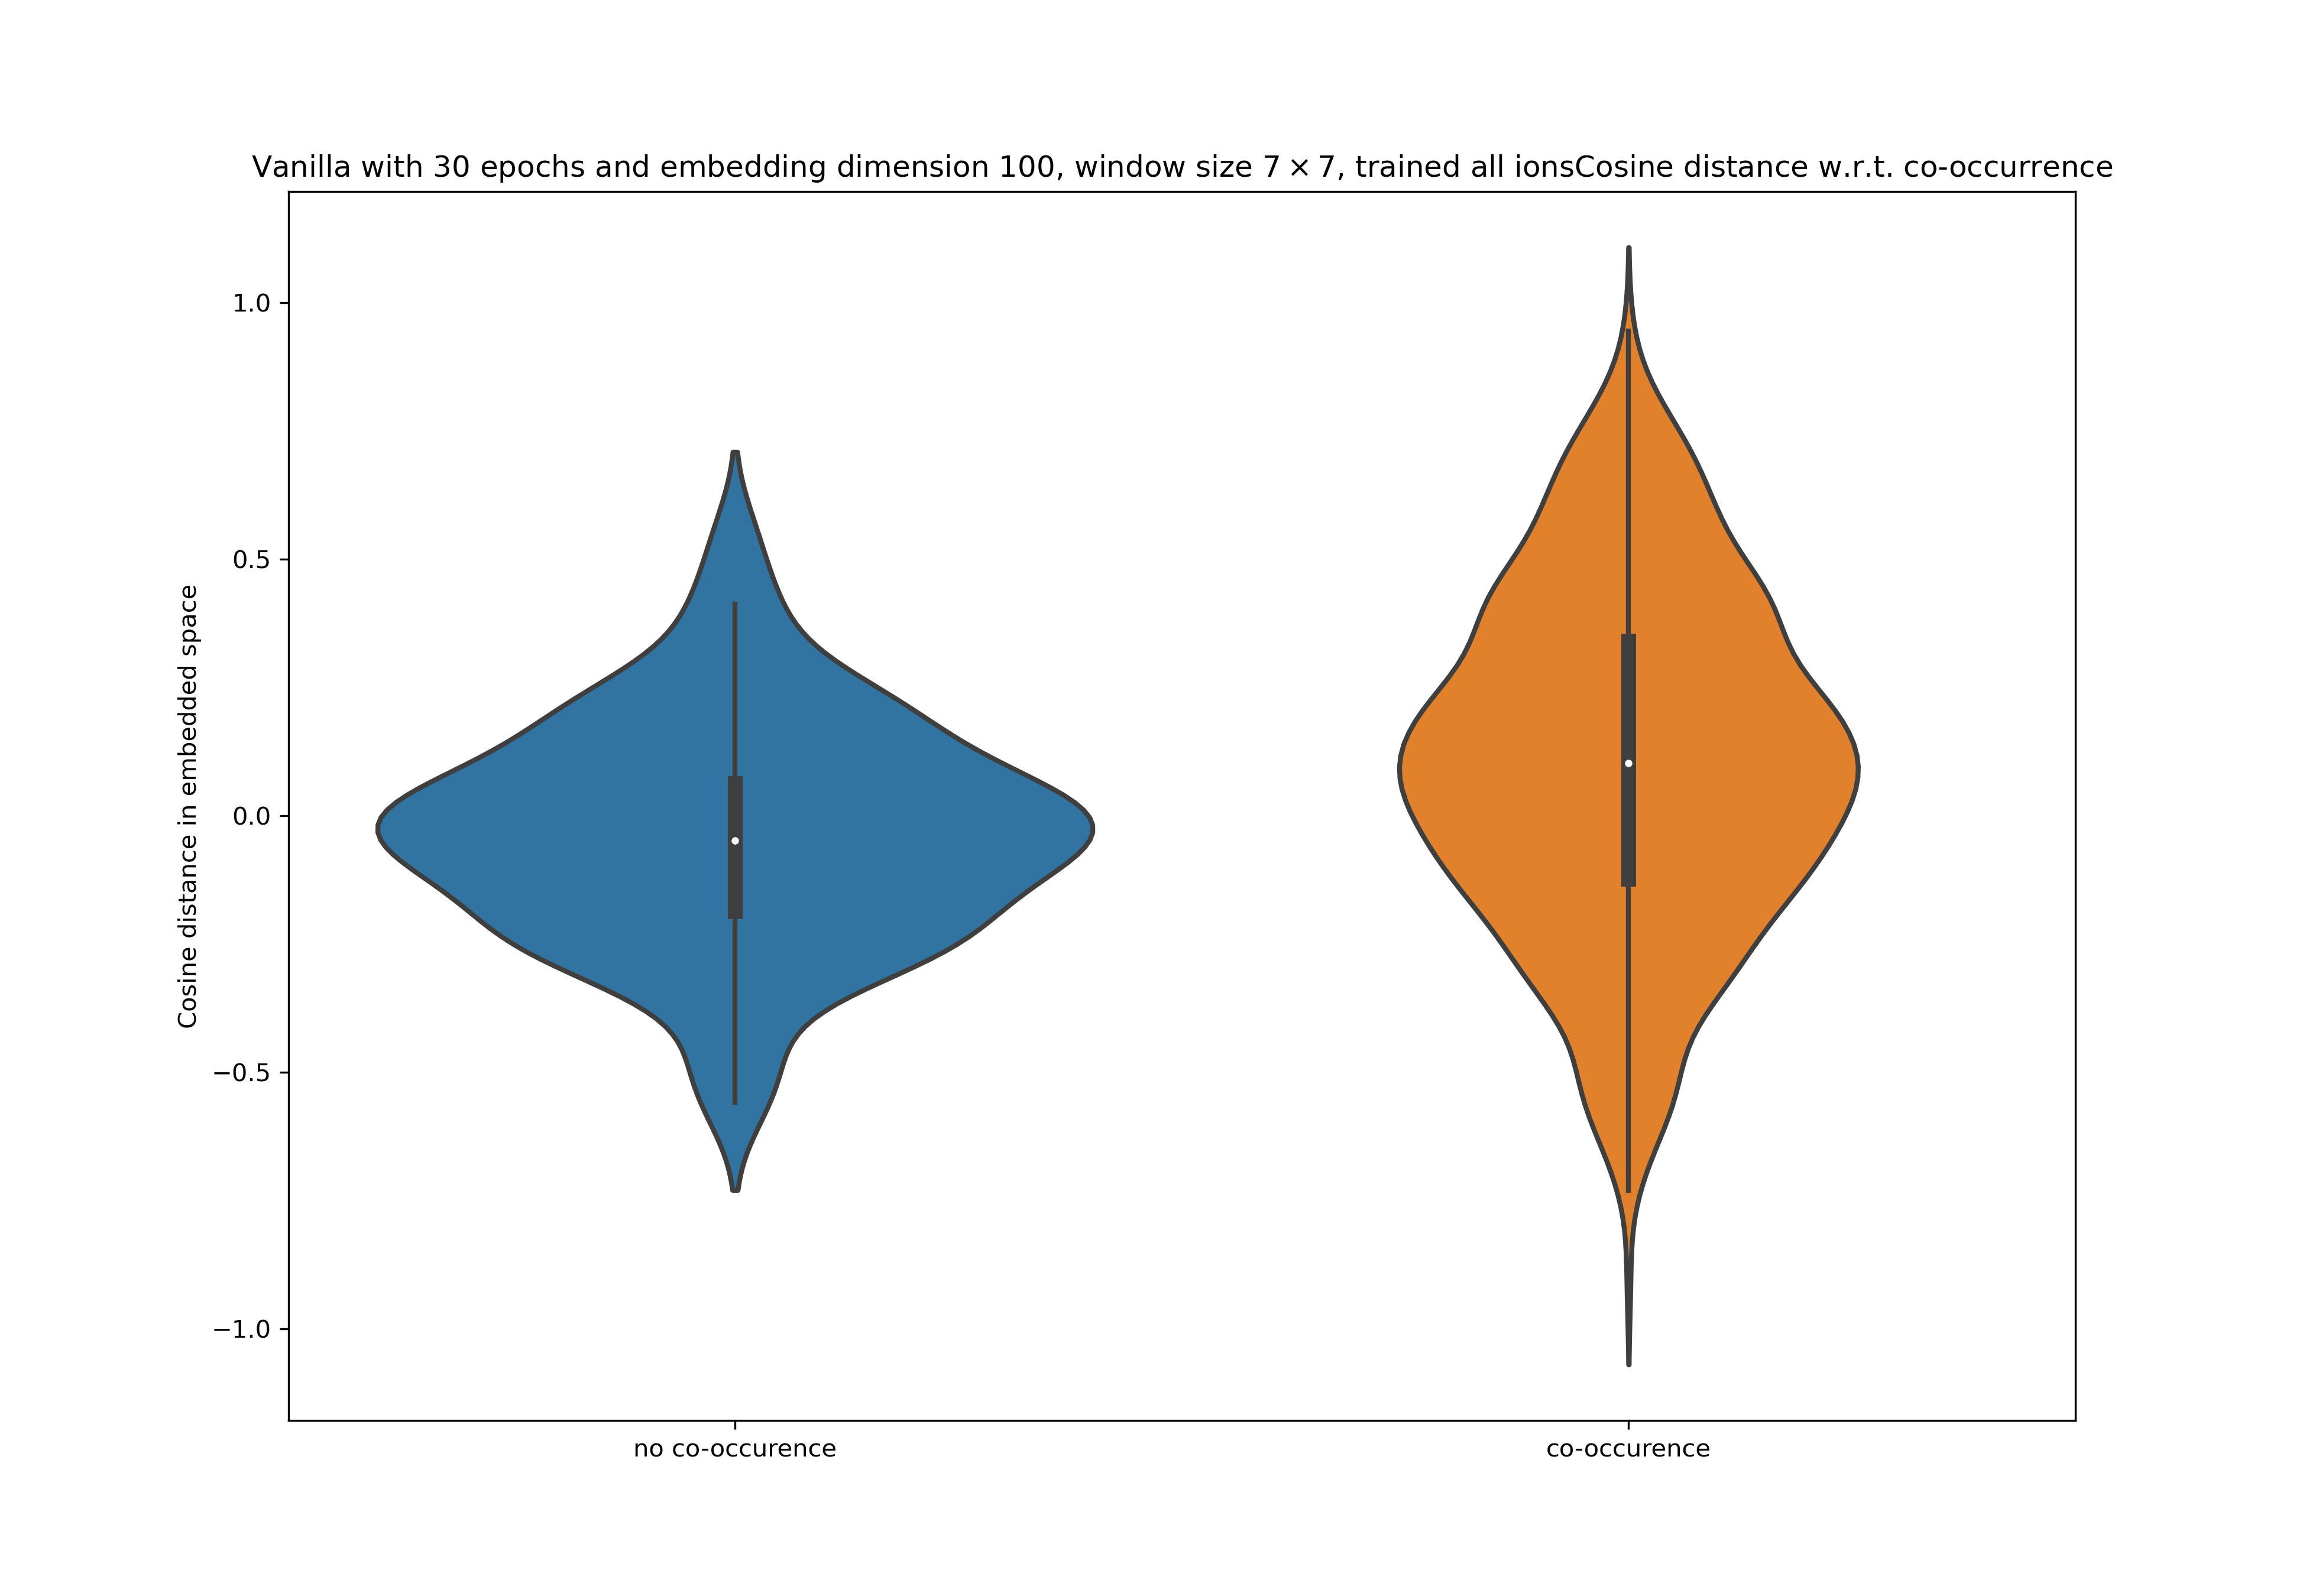 Vanilla with 30 epochs and embedding dimension 100, window size 7 × 7, trained all ionsCosine distance w.r.t. co-occurrence
1.0
0.5
0.0
−0.5
−1.0
Cosine distance in embedded space
no co-occurence
co-occurence